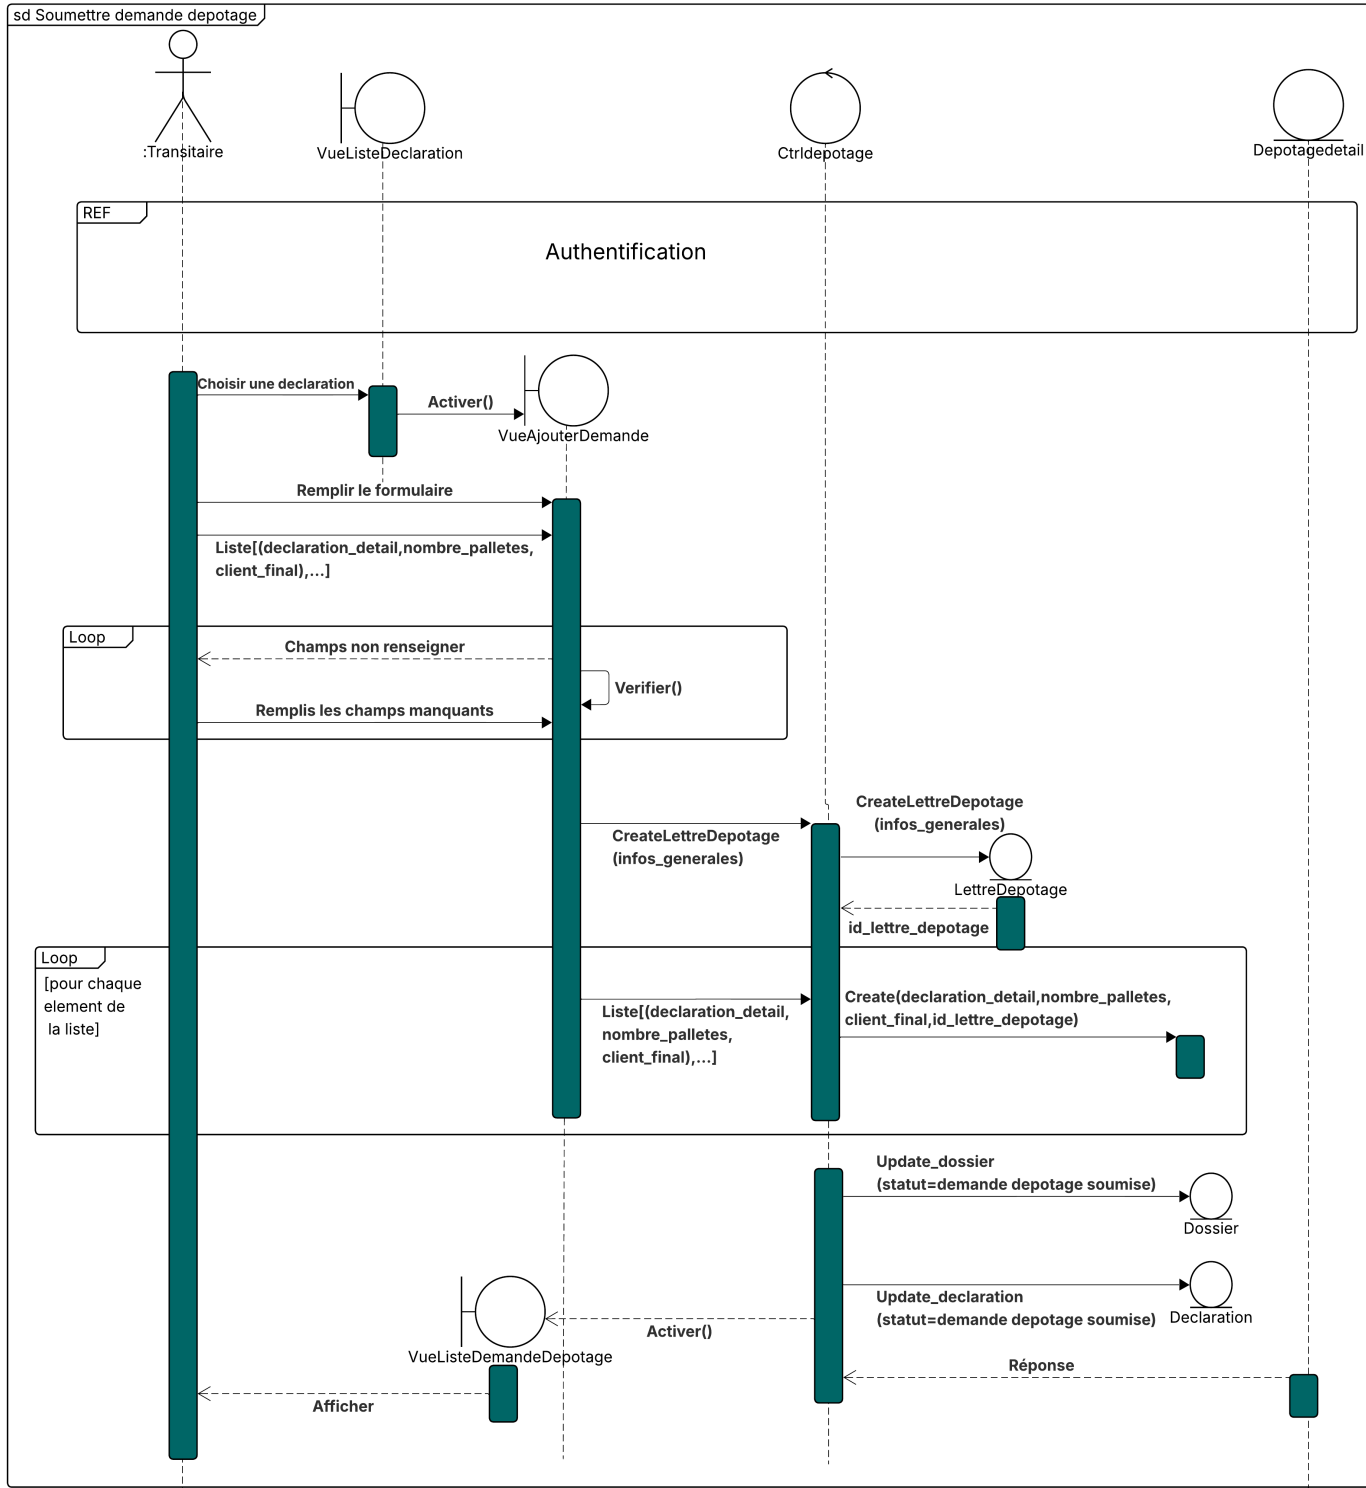 sd Soumettre demande depotage
:Transitaire
VueListeDeclaration
Ctrldepotage
Depotagedetail
REF
Authentification
Choisir une declaration
Activer()
VueAjouterDemande
Remplir le formulaire
Liste[(declaration_detail,nombre_palletes,
client_final),...]
Loop
Champs non renseigner
Verifier()
Remplis les champs manquants
CreateLettreDepotage
(infos_generales)
CreateLettreDepotage
(infos_generales)
LettreDepotage
id_lettre_depotage
Loop
[pour chaque
element de
la liste]
Liste[(declaration_detail,
nombre_palletes,
client_final),...]
Create(declaration_detail,nombre_palletes,
client_final,id_lettre_depotage)
Update_dossier
(statut=demande depotage soumise)
Dossier
Update_declaration
(statut=demande depotage soumise)
Declaration
Activer()
VueListeDemandeDepotage
Réponse
Afficher